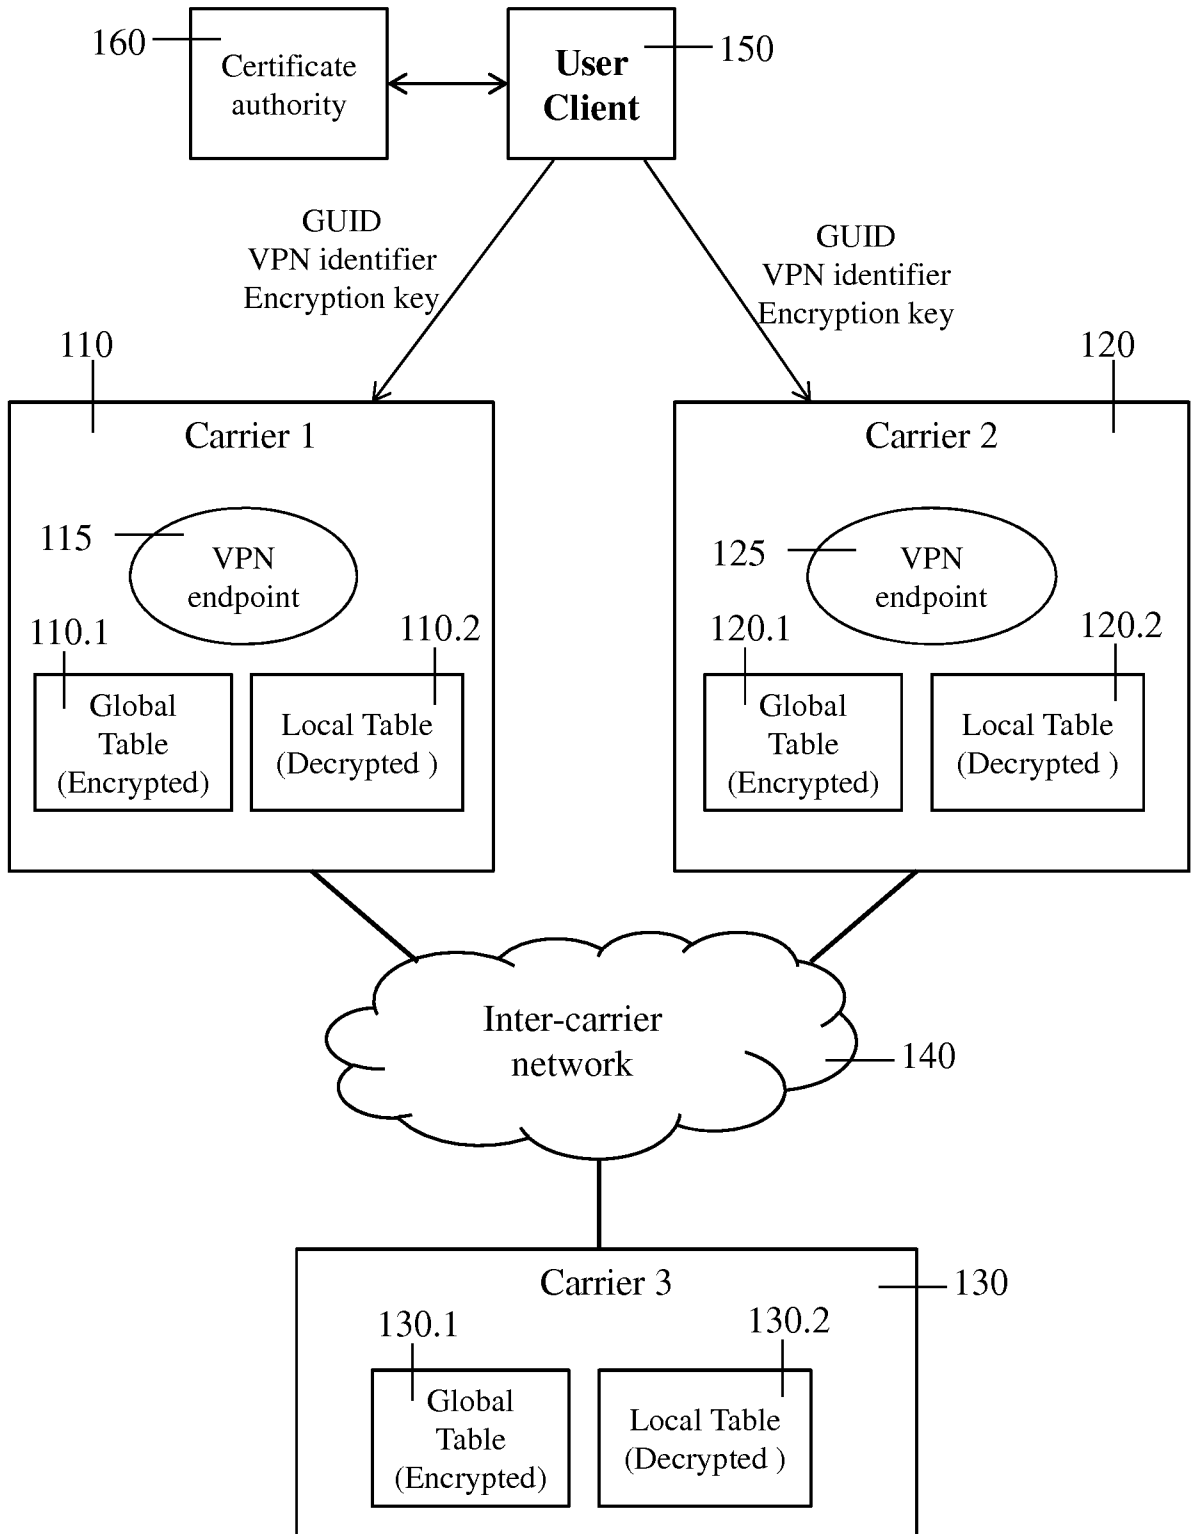 160
Certificate
authority
User
Client
150
GUID
VPN identifier
Encryption key
GUID
VPN identifier
Encryption key
110
120
Carrier 1
115
VPN
endpoint
110.1
110.2
Global
Table
(Encrypted)
Local Table
(Decrypted )
Carrier 2
125
VPN
endpoint
120.1
120.2
Global
Table
(Encrypted)
Local Table
(Decrypted )
Inter-carrier
network
140
Carrier 3
130
130.1
130.2
Global
Table
(Encrypted)
Local Table
(Decrypted )